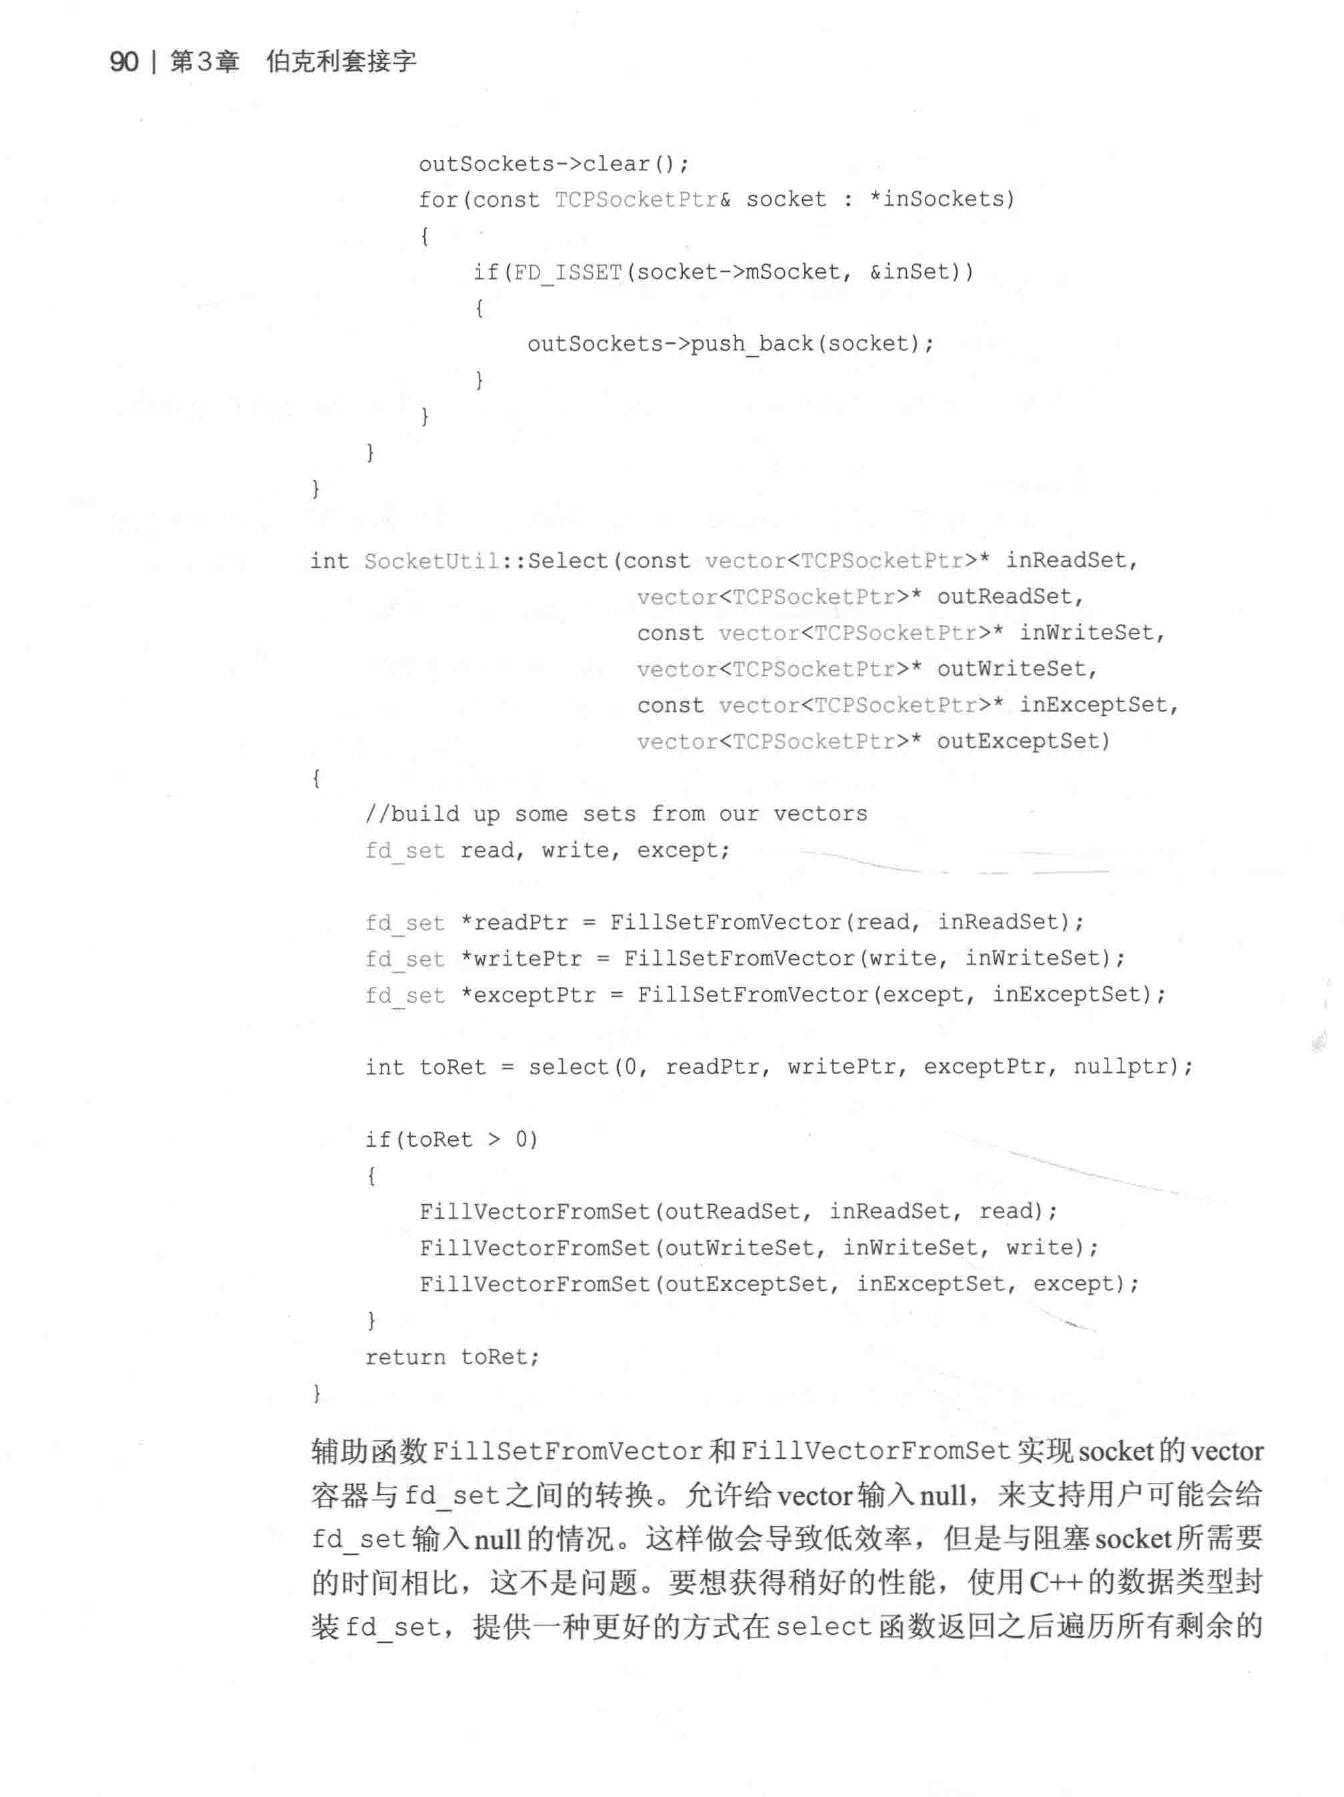 90 | 第3章 伯克利套接字
outSockets->clear();
for(const TCPSocketPtr& socket : *inSockets)
{
if(FD_ISSET(socket->mSocket, &inSet))
{
outSockets->push_back(socket);
}
}
}
}
int SocketUtil::Select(const vector<TCPSocketPtr>* inReadSet,
vector<TCPSocketPtr>* outReadSet,
const vector<TCPSocketPtr>* inWriteSet,
vector<TCPSocketPtr>* outWriteSet,
const vector<TCPSocketPtr>* inExceptSet,
vector<TCPSocketPtr>* outExceptSet)
{
//build up some sets from our vectors
fd_set read, write, except;
fd_set *readPtr = FillSetFromVector(read, inReadSet);
fd_set *writePtr = FillSetFromVector(write, inWriteSet);
fd_set *exceptPtr = FillSetFromVector(except, inExceptSet);
int toRet = select(0, readPtr, writePtr, exceptPtr, nullptr);
if(toRet > 0)
{
FillVectorFromSet(outReadSet, inReadSet, read);
FillVectorFromSet(outWriteSet, inWriteSet, write);
FillVectorFromSet(outExceptSet, inExceptSet, except);
}
return toRet;
}
辅助函数FillSetFromVector和FillVectorFromSet实现socket的vector
容器与fd_set之间的转换。允许给vector输入null，来支持用户可能会给
fd_set输入null的情况。这样做会导致低效率，但是与阻塞socket所需要
的时间相比，这不是问题。要想获得稍好的性能，使用C++的数据类型封
装fd_set，提供一种更好的方式在select函数返回之后遍历所有剩余的